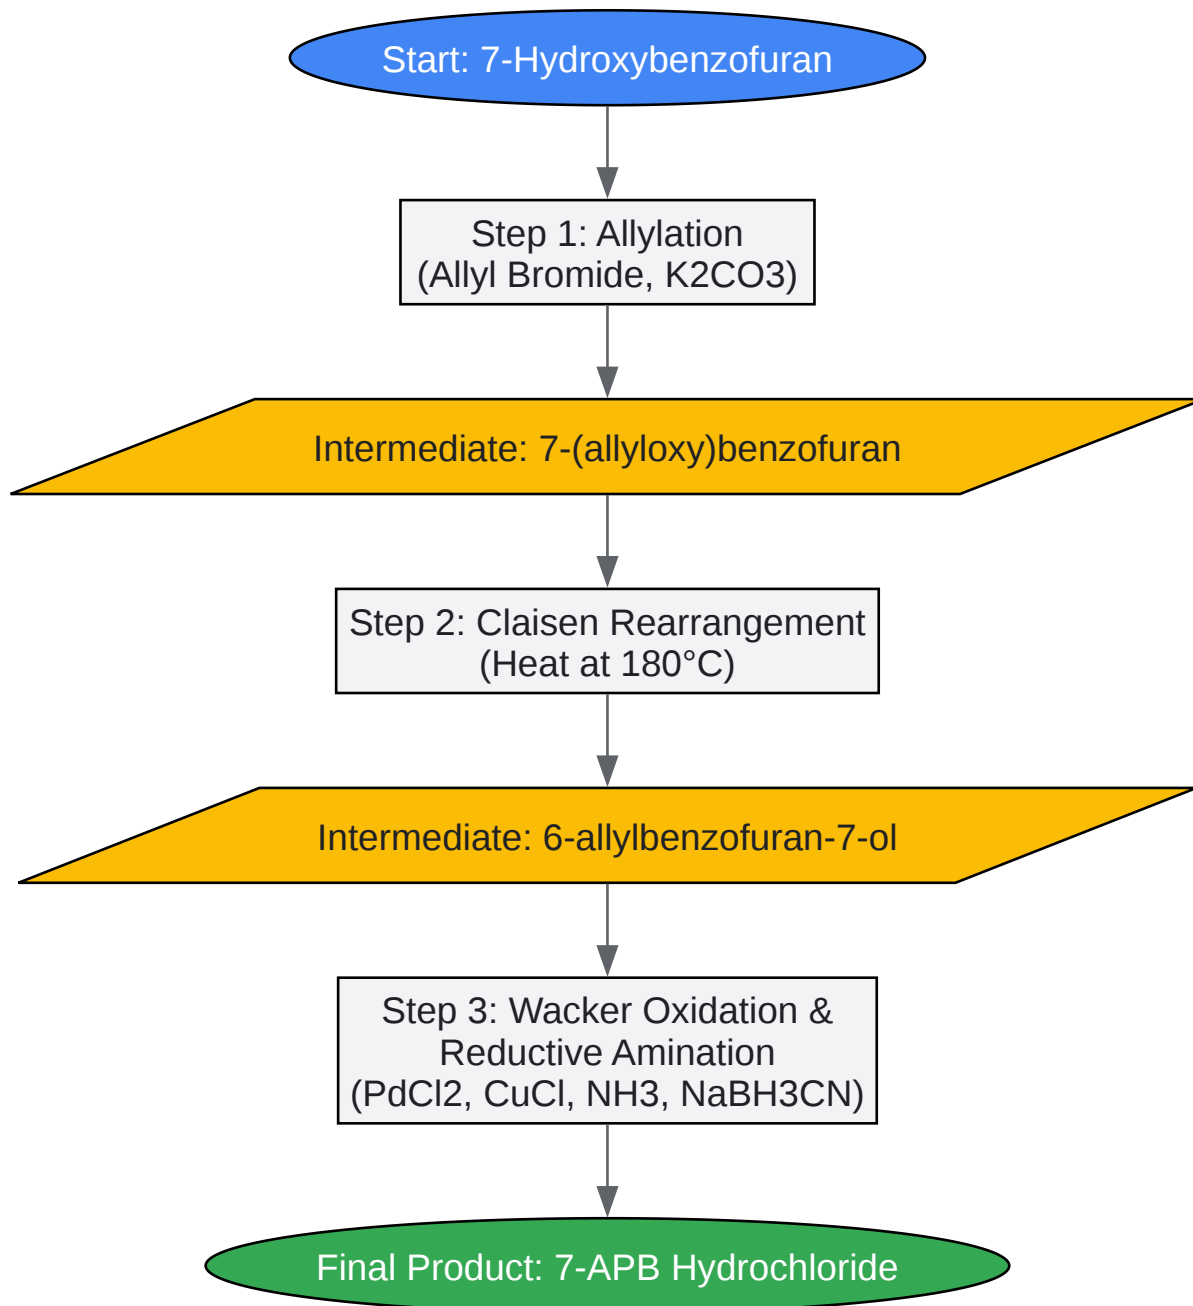 Start: 7-Hydroxybenzofuran
Step 1: Allylation
(Allyl Bromide, K2CO3)
Intermediate: 7-(allyloxy)benzofuran
Step 2: Claisen Rearrangement
(Heat at 180°C)
Intermediate: 6-allylbenzofuran-7-ol
Step 3: Wacker Oxidation &
Reductive Amination
(PdCl2, CuCl, NH3, NaBH3CN)
Final Product: 7-APB Hydrochloride